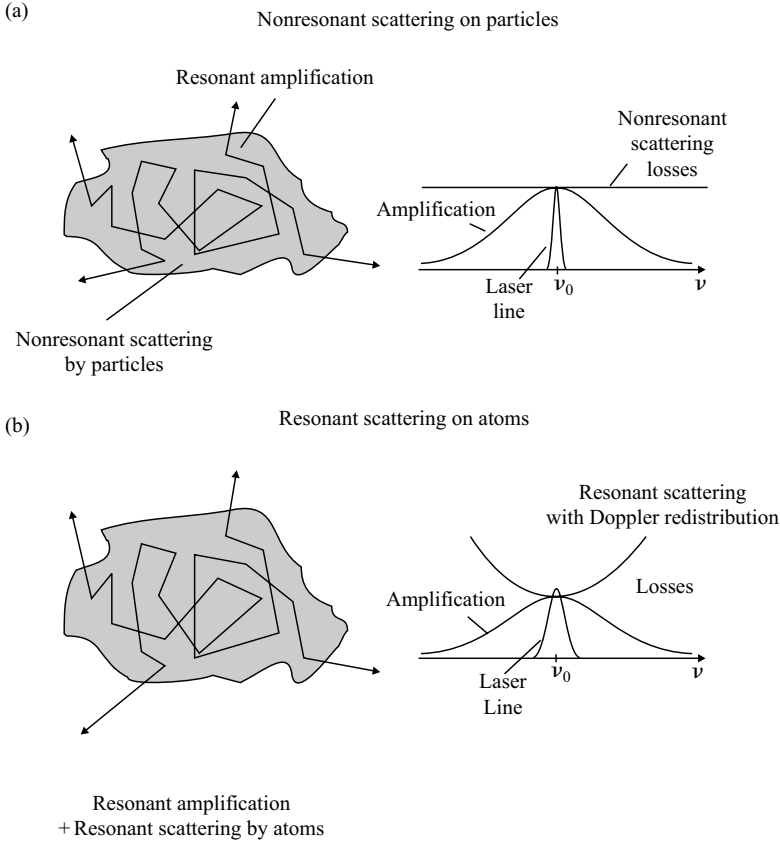 (a)
Nonresonant scattering on particles
Resonant amplification
Nonresonant
scattering
losses
Amplification
Laser
line
ν0
ν
Nonresonant scattering
by particles
(b)
Resonant scattering on atoms
Resonant scattering
with Doppler redistribution
Amplification
Losses
Laser
Line
ν0
ν
Resonant amplification
+ Resonant scattering by atoms